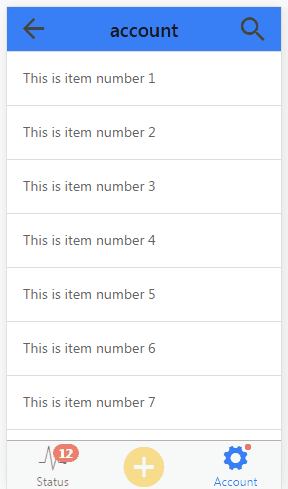 account
This is item number 1
This is item number 2
This is item number 3
This is item number 4
This is item number 5
This is item number 6
This is item number 7
12
Status
Account